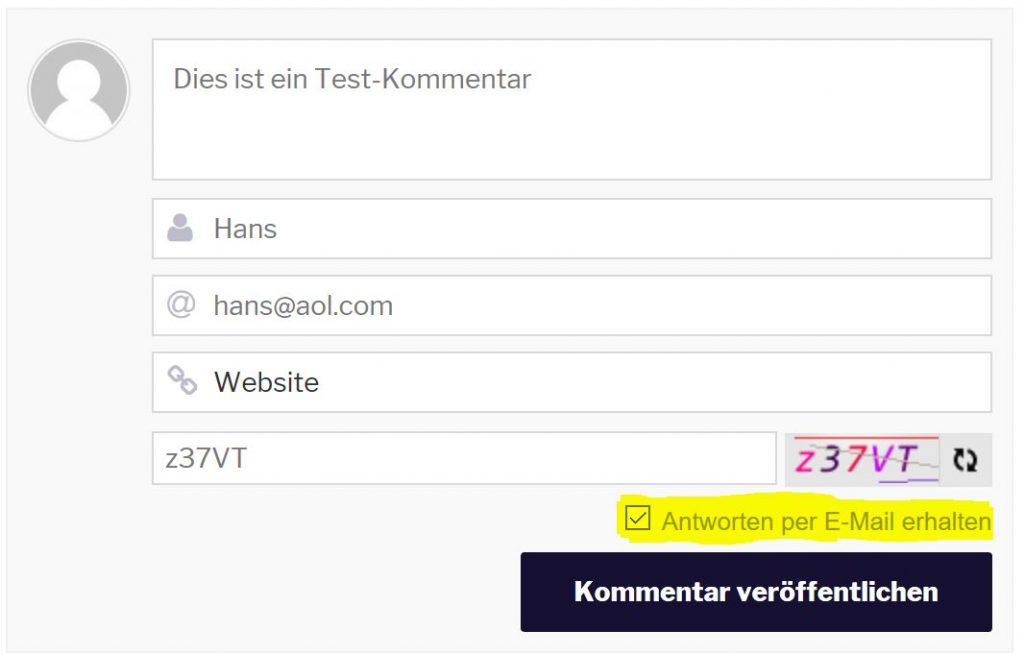 Dies ist ein Test-Kommentar
Hans
@ hans@aol.com
Website
z37VT z37VT
Antworten per E-Mail erhalten
Kommentar veröffentlichen